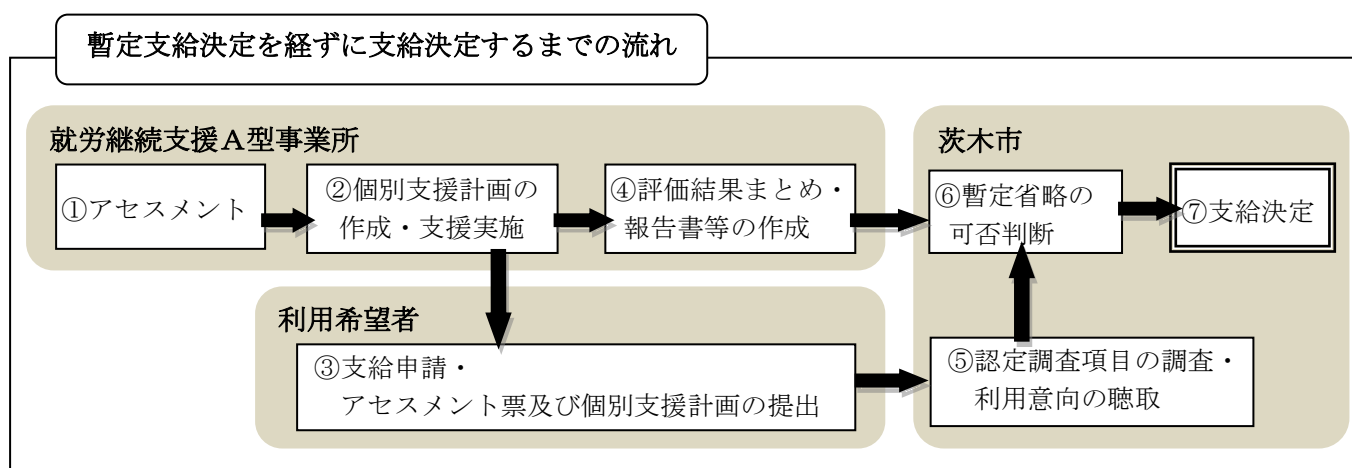 暫定支給決定を経ずに支給決定するまでの流れ
就労継続支援A型事業所
①アセスメント
②個別支援計画の
作成・支援実施
④評価結果まとめ・
報告書等の作成
利用希望者
③支給申請・
アセスメント票及び個別支援計画の提出
茨木市
⑥暫定省略の
可否判断
⑦支給決定
⑤認定調査項目の調査・
利用意向の聴取